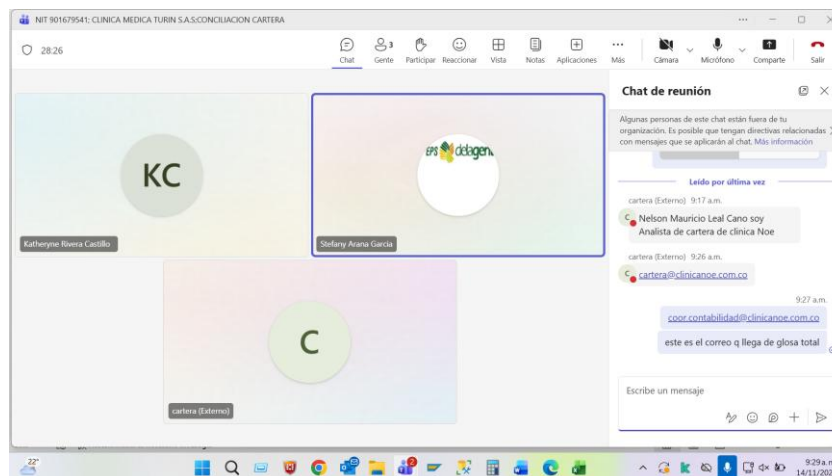 NIT 901679541; CLINICA MEDICA TURIN S.A.S;CONCILIACION CARTERA
28:26
Chat
3
Gente
Participar
Reaccionar
Vista
Notas
Aplicaciones
Más
Cámara
Micrófono
Comparte
Salir
KC
Katheryne Rivera Castillo
EPS delagen
Stefany Arana Garcia
C
cartera (Externo)
Chat de reunión
Algunas personas de este chat están fuera de tu
organización. Es posible que tengan directivas relacionadas
con mensajes que se aplicarán al chat. Más información
Leído por última vez
cartera (Externo) 9:17 a.m.
C
Nelson Mauricio Leal Cano soy
Analista de cartera de clinica Noe
cartera (Externo) 9:26 a.m.
C
cartera@clinicanoe.com.co
9:27 a.m.
coor.contabilidad@clinicanoe.com.co
este es el correo q llega de glosa total
Escribe un mensaje
22°
9:29 a.m
14/11/202